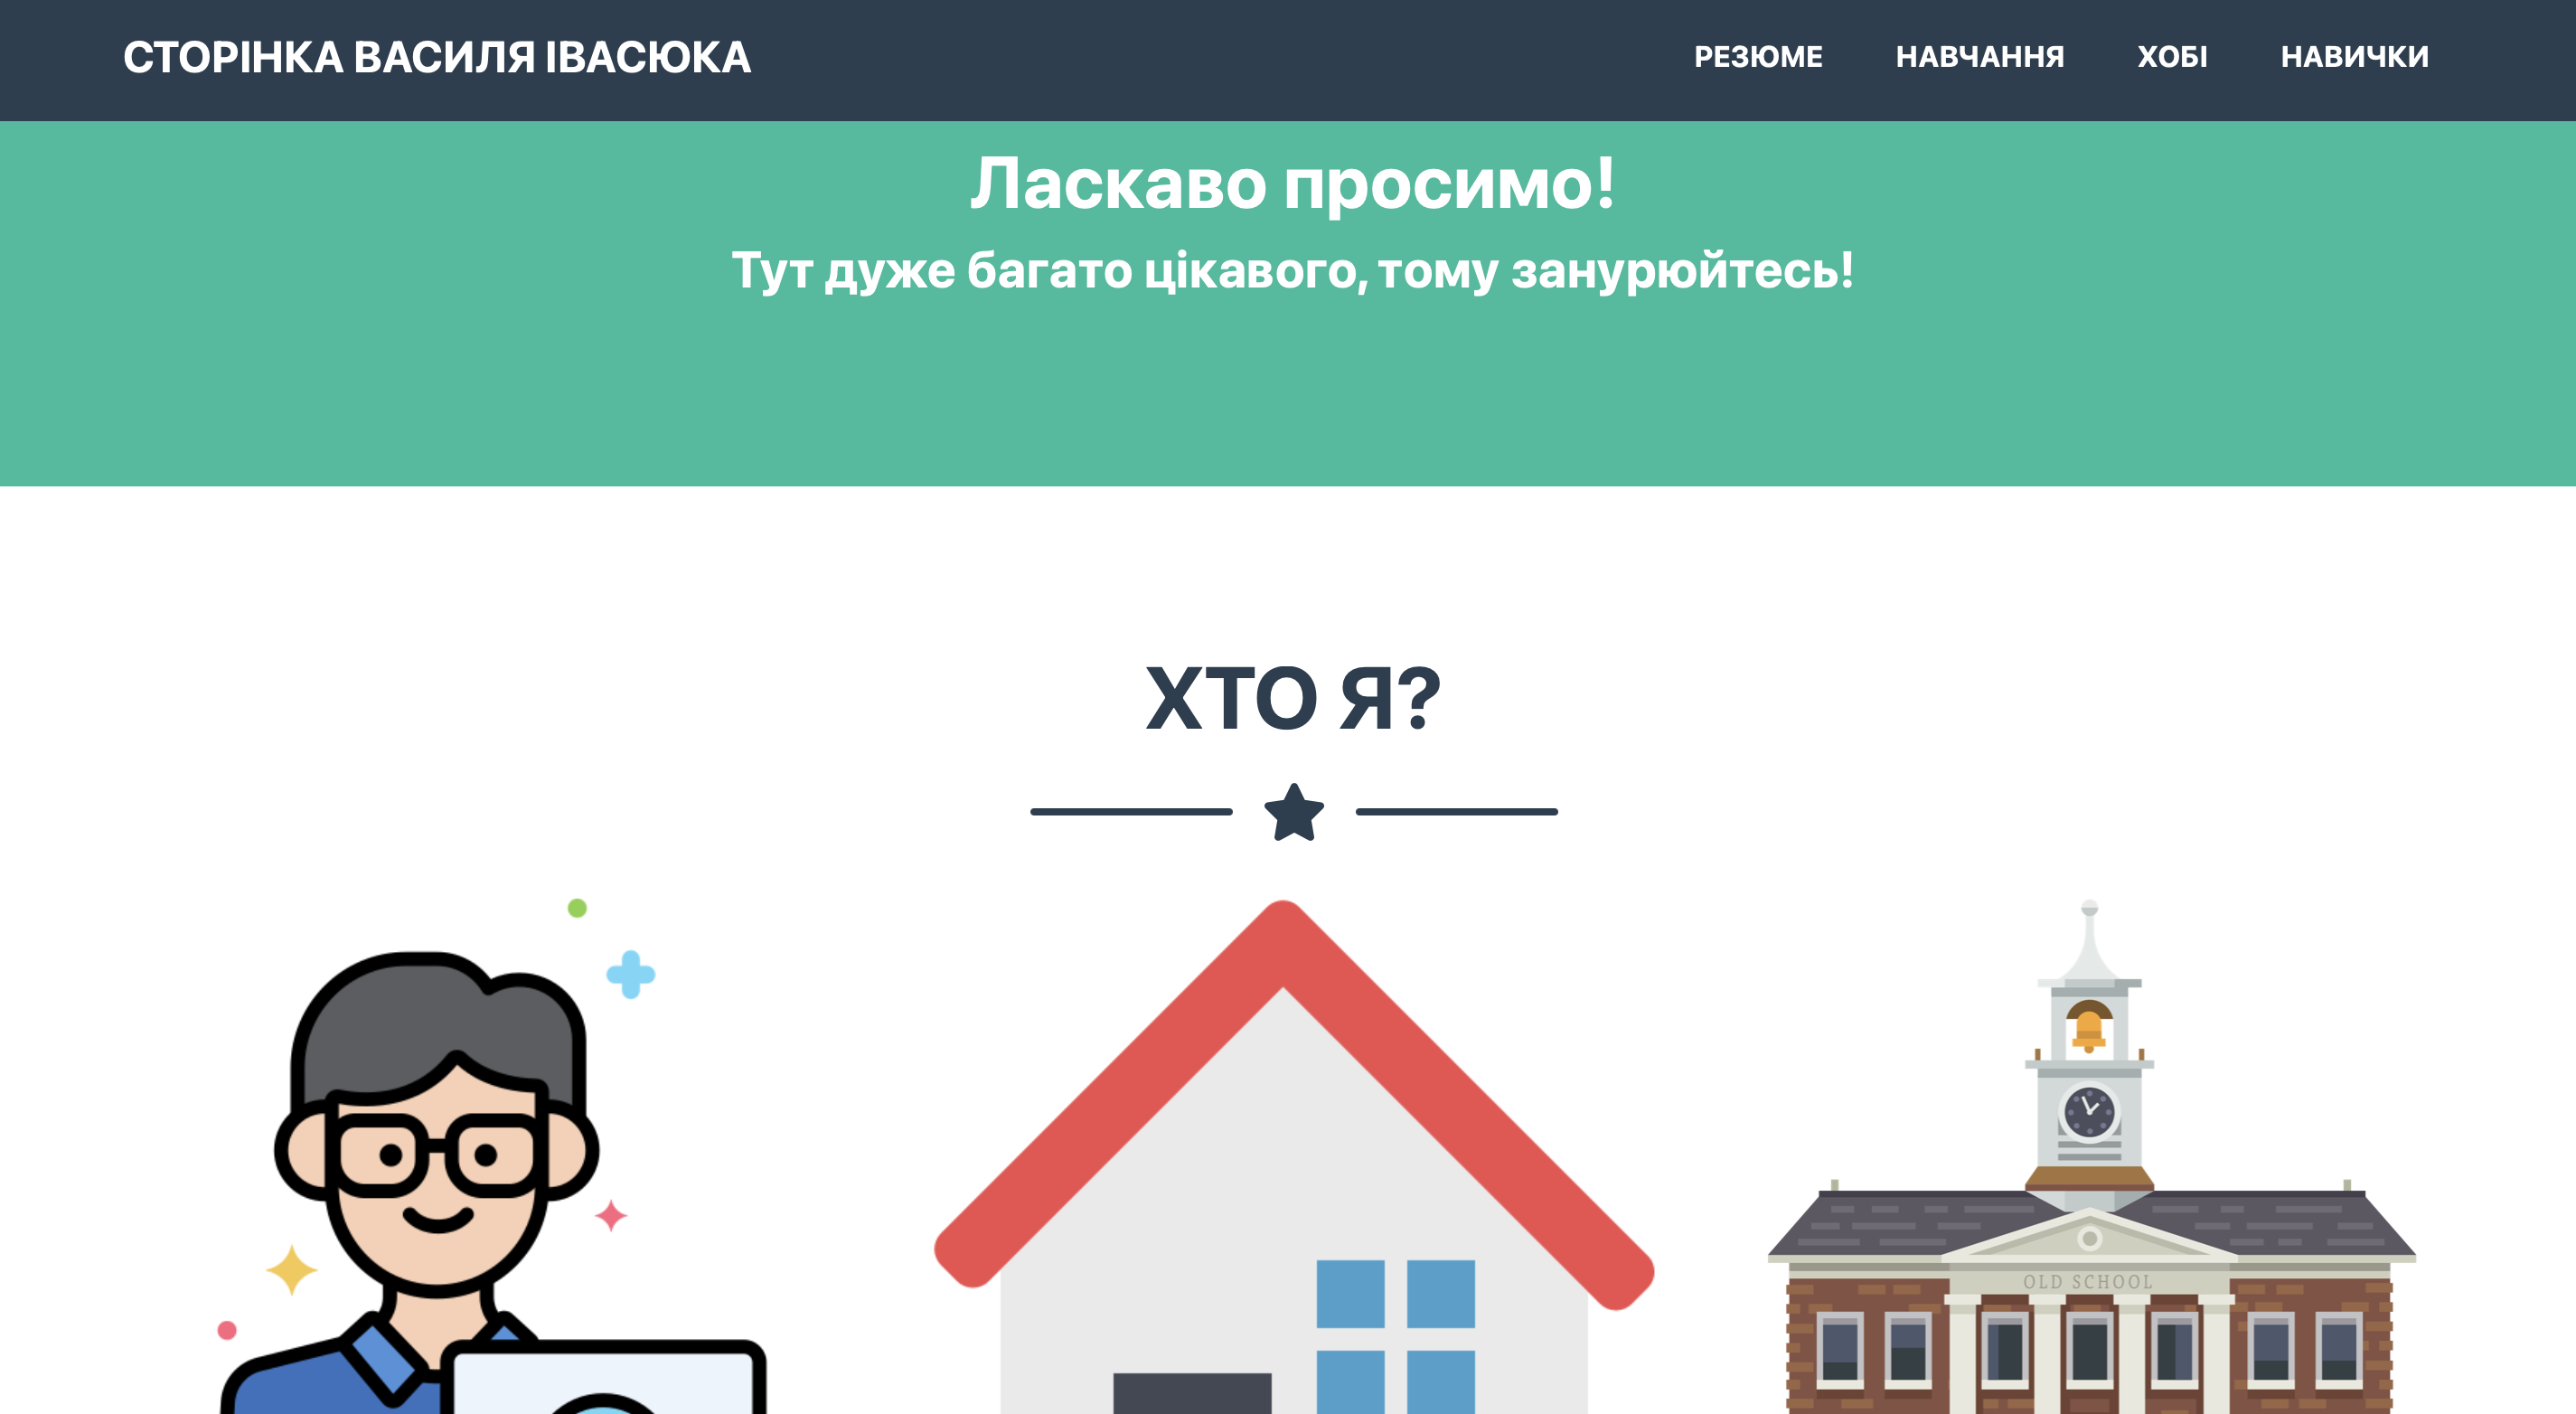 СТОРІНКА ВАСИЛЯ ІВАСЮКА
РЕЗЮМЕ НАВЧАННЯ ХОБІ НАВИЧКИ
Ласкаво просимо!
Тут дуже багато цікавого, тому занурюйтесь!
ХТО Я?
OLD SCHOOL